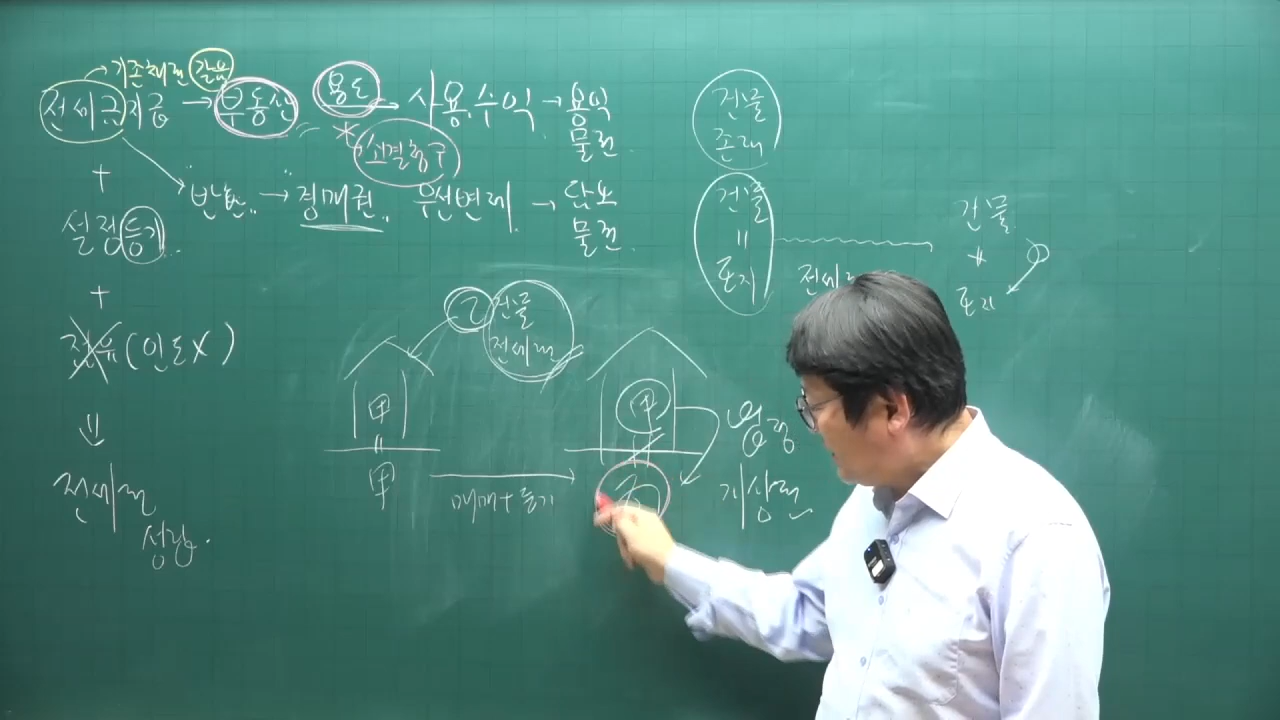 기존채권 갈음
전세금지급 → 부동산 용도 사용.수익 → 용익
물권
* 소멸청구
+
"반환" → "경매권" 우선변제 → 담보
물권
설정등기
+
점유(인도X)
⇓
전세권
성립.
건물
존재
건물
=
토지
전세권
건물
토지
乙 건물
전세권
甲
甲
매매+등기
甲
丙
법정
지상권